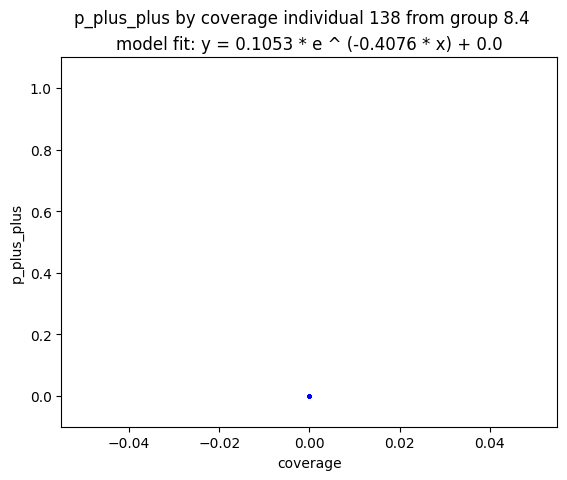 p_plus_plus by coverage individual 138 from group 8.4
model fit: y = 0.1053 * e ^ (-0.4076 * x) + 0.0
1.0
0.8
0.6
0.4
0.2
0.0
p_plus_plus
−0.04
−0.02
0.00
0.02
0.04
coverage